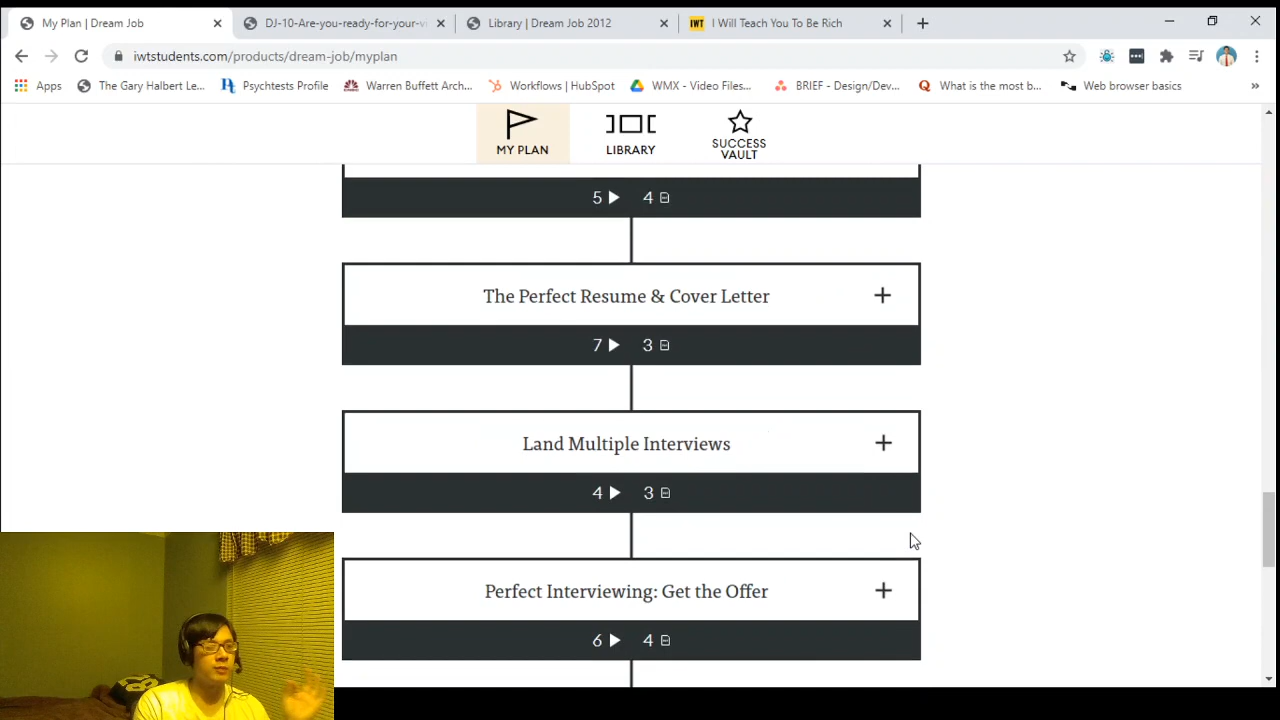 My Plan | Dream Job
DJ-10-Are-you-ready-for-your-v
Library | Dream Job 2012
IWT I Will Teach You To Be Rich
iwtstudents.com/products/dream-job/myplan
Apps
The Gary Halbert Le...
Psychtests Profile
Warren Buffett Arch...
Workflows | HubSpot
WMX - Video Files...
BRIEF - Design/Dev...
What is the most b...
Web browser basics
MY PLAN
LIBRARY
SUCCESS
VAULT
5 4
The Perfect Resume & Cover Letter
7 3
Land Multiple Interviews
4 3
Perfect Interviewing: Get the Offer
6 4